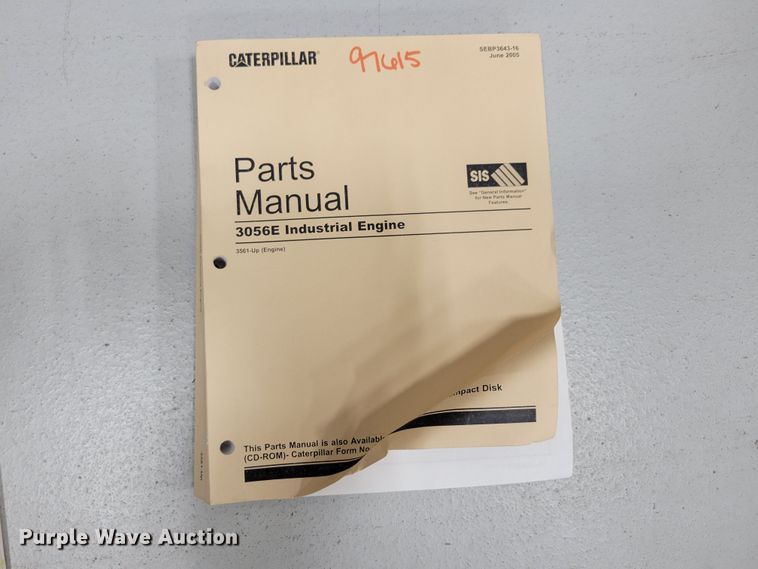 CATERPILLAR®
97615
SEBP3643-16
June 2005
Parts
Manual
SIS
See "General Information"
for New Parts Manual
Features.
3056E Industrial Engine
3561-Up (Engine)
mpact Disk
This Parts Manual is also Available
(CD-ROM)- Caterpillar Form No
Purple Wave Auction